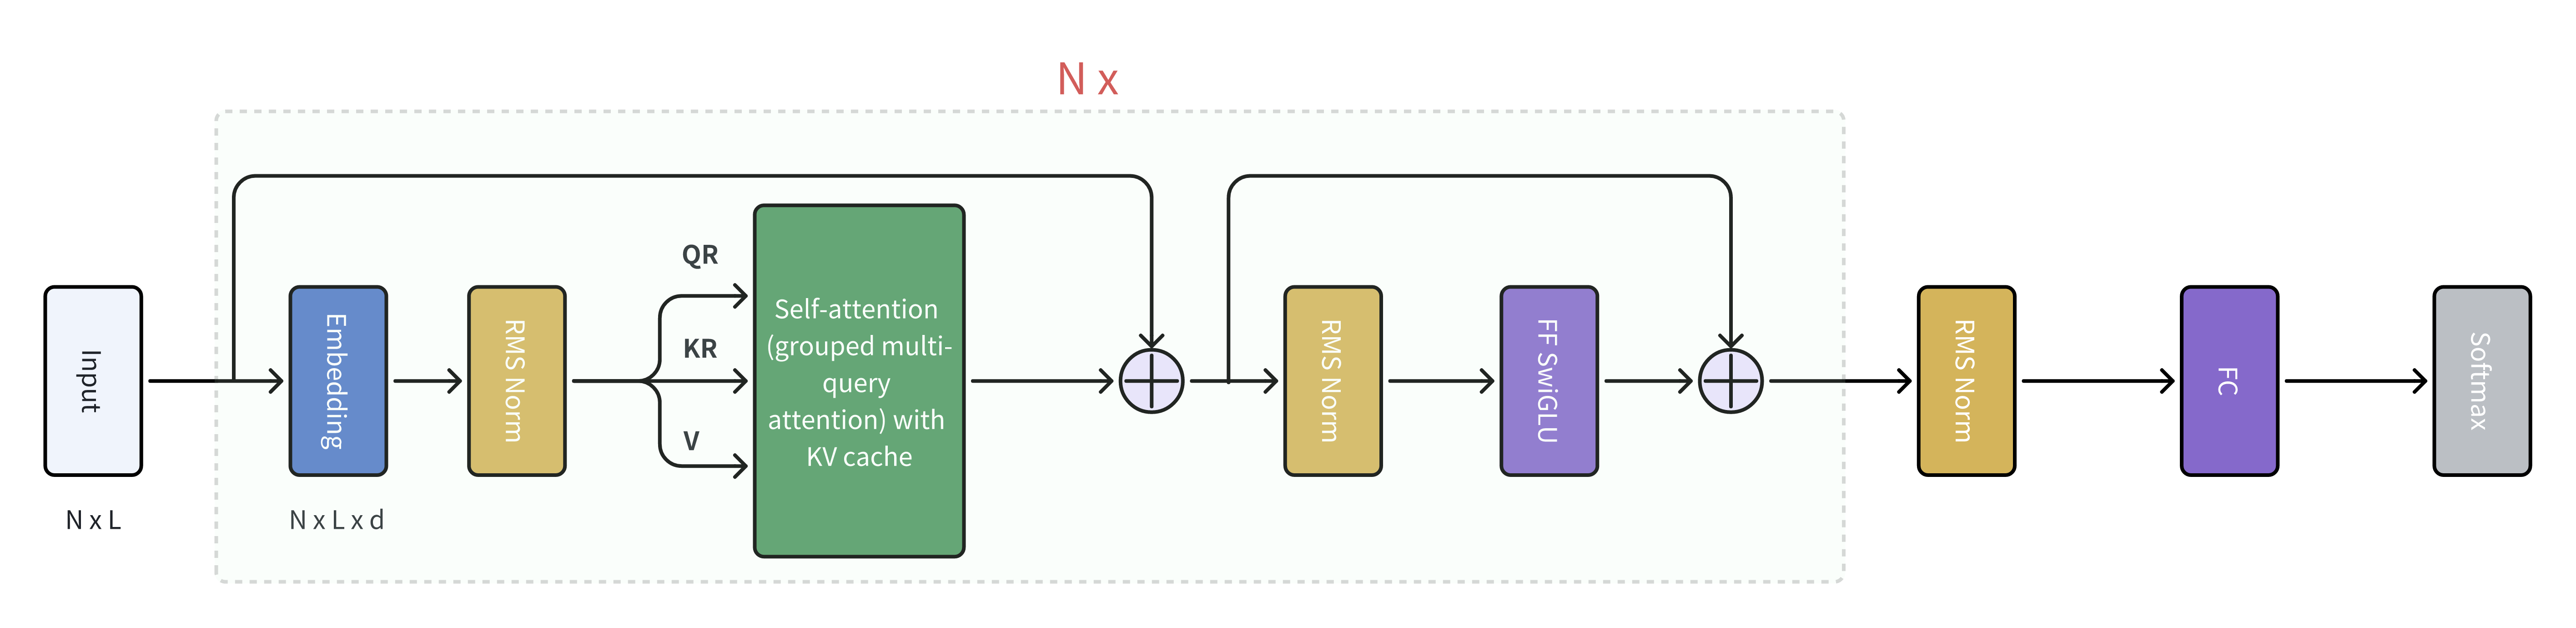 N x
Input
N x L
Embedding
N x L x d
RMS Norm
QR
KR
V
Self-attention
(grouped multi-
query
attention) with
KV cache
RMS Norm
FF SwiGLU
RMS Norm
FC
Softmax